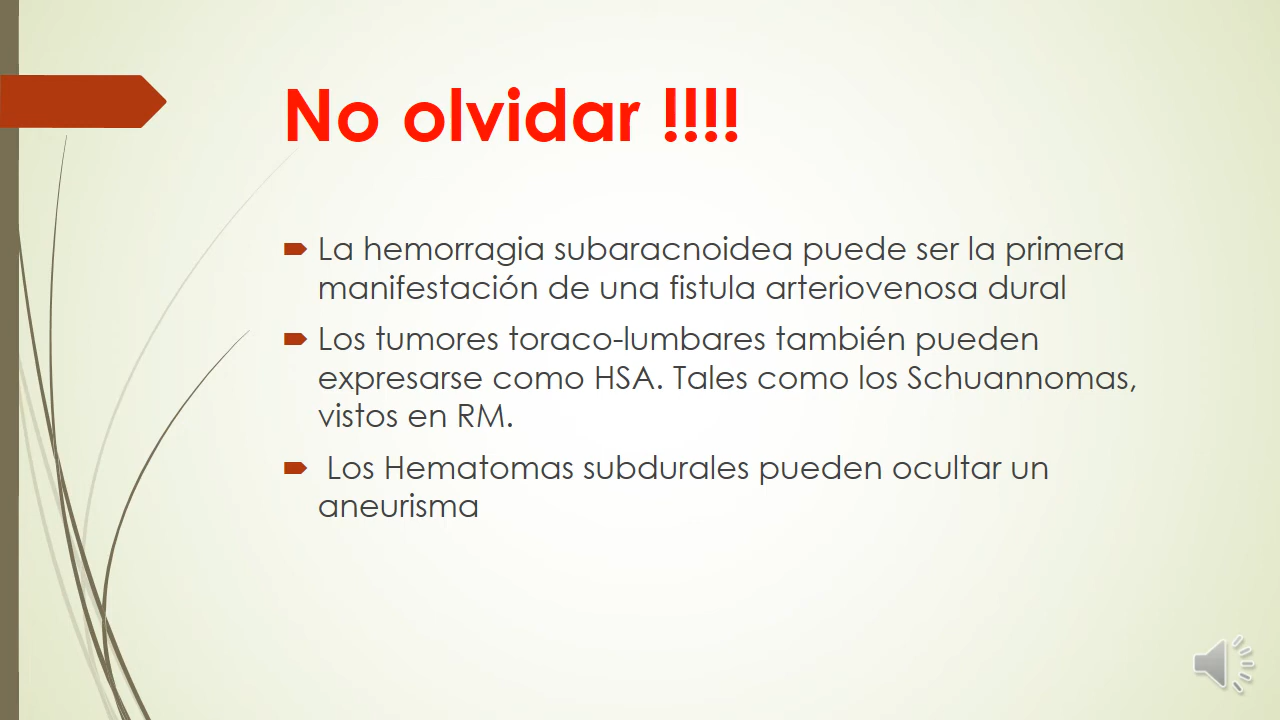 No olvidar !!!!
La hemorragia subaracnoidea puede ser la primera
manifestación de una fistula arteriovenosa dural
Los tumores toraco-lumbares también pueden
expresarse como HSA. Tales como los Schuannomas,
vistos en RM.
Los Hematomas subdurales pueden ocultar un
aneurisma